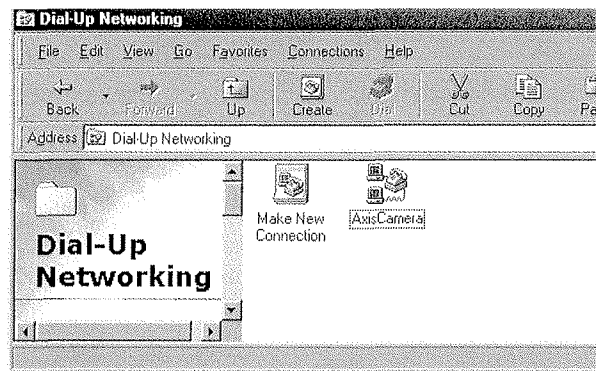 Dial-Up Networking
File Edit View Go Favorites Connections Help
Back Forward Up Create Dial Cut Copy Pa
Address Dial-Up Networking
Dial-Up
Networking
Make New
Connection
AxisCamera